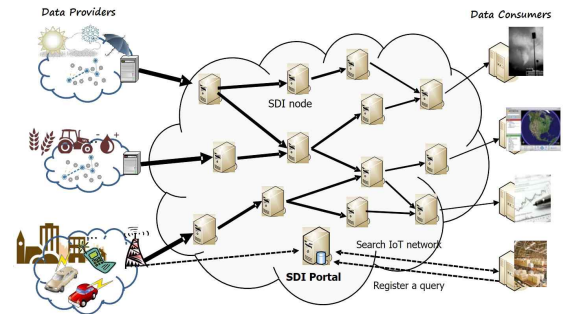 Data Providers
Data Consumers
SDI node
Search IoT network
SDI Portal
Register a query